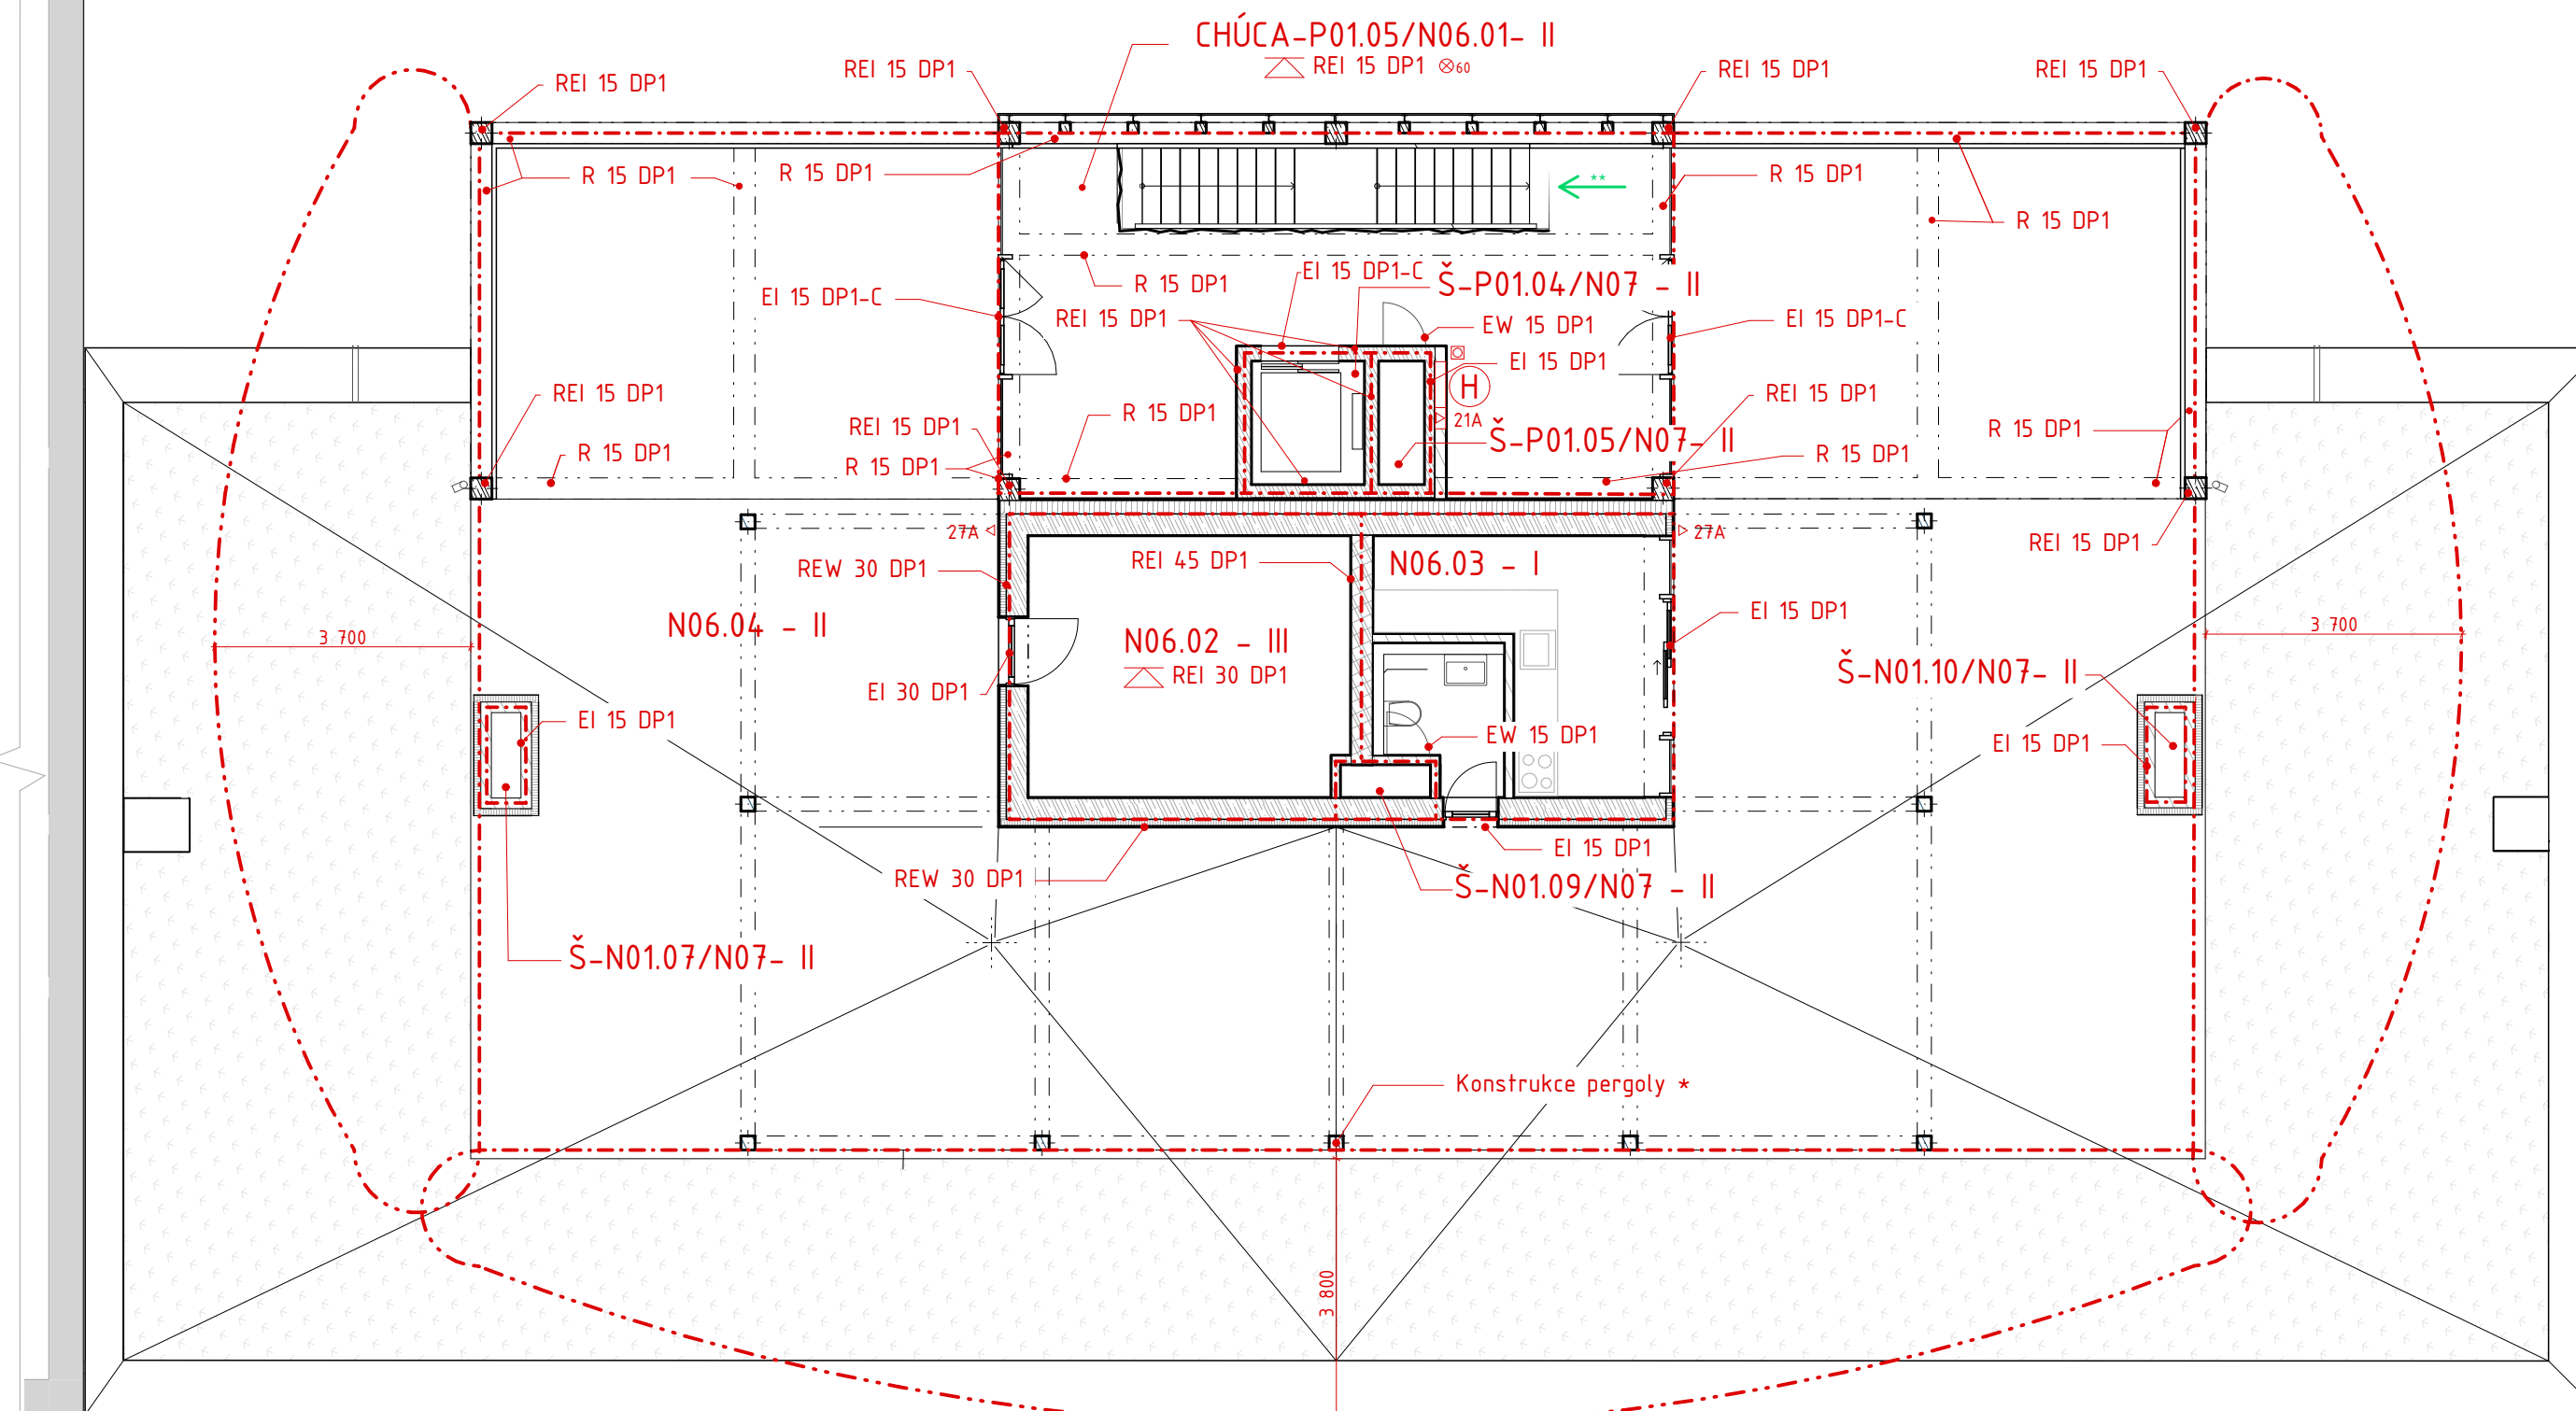 CHÚCA-P01.05/N06.01- II
REI 15 DP1 60
REI 15 DP1
REI 15 DP1
REI 15 DP1
REI 15 DP1
R 15 DP1
R 15 DP1
**
R 15 DP1
R 15 DP1
EI 15 DP1-C
R 15 DP1
EI 15 DP1-C
Š-P01.04/N07 - II
REI 15 DP1
EW 15 DP1
EI 15 DP1-C
EI 15 DP1
H
21A
REI 15 DP1
REI 15 DP1
R 15 DP1
REI 15 DP1
R 15 DP1
R 15 DP1
Š-P01.05/N07- II
R 15 DP1
R 15 DP1
27A
27A
REI 15 DP1
REW 30 DP1
REI 45 DP1
N06.03 - I
N06.04 - II
N06.02 - III
REI 30 DP1
EI 15 DP1
3 700
3 700
EI 30 DP1
Š-N01.10/N07- II
EI 15 DP1
EW 15 DP1
EI 15 DP1
EI 15 DP1
REW 30 DP1
Š-N01.09/N07 - II
Š-N01.07/N07- II
Konstrukce pergoly *
3 800